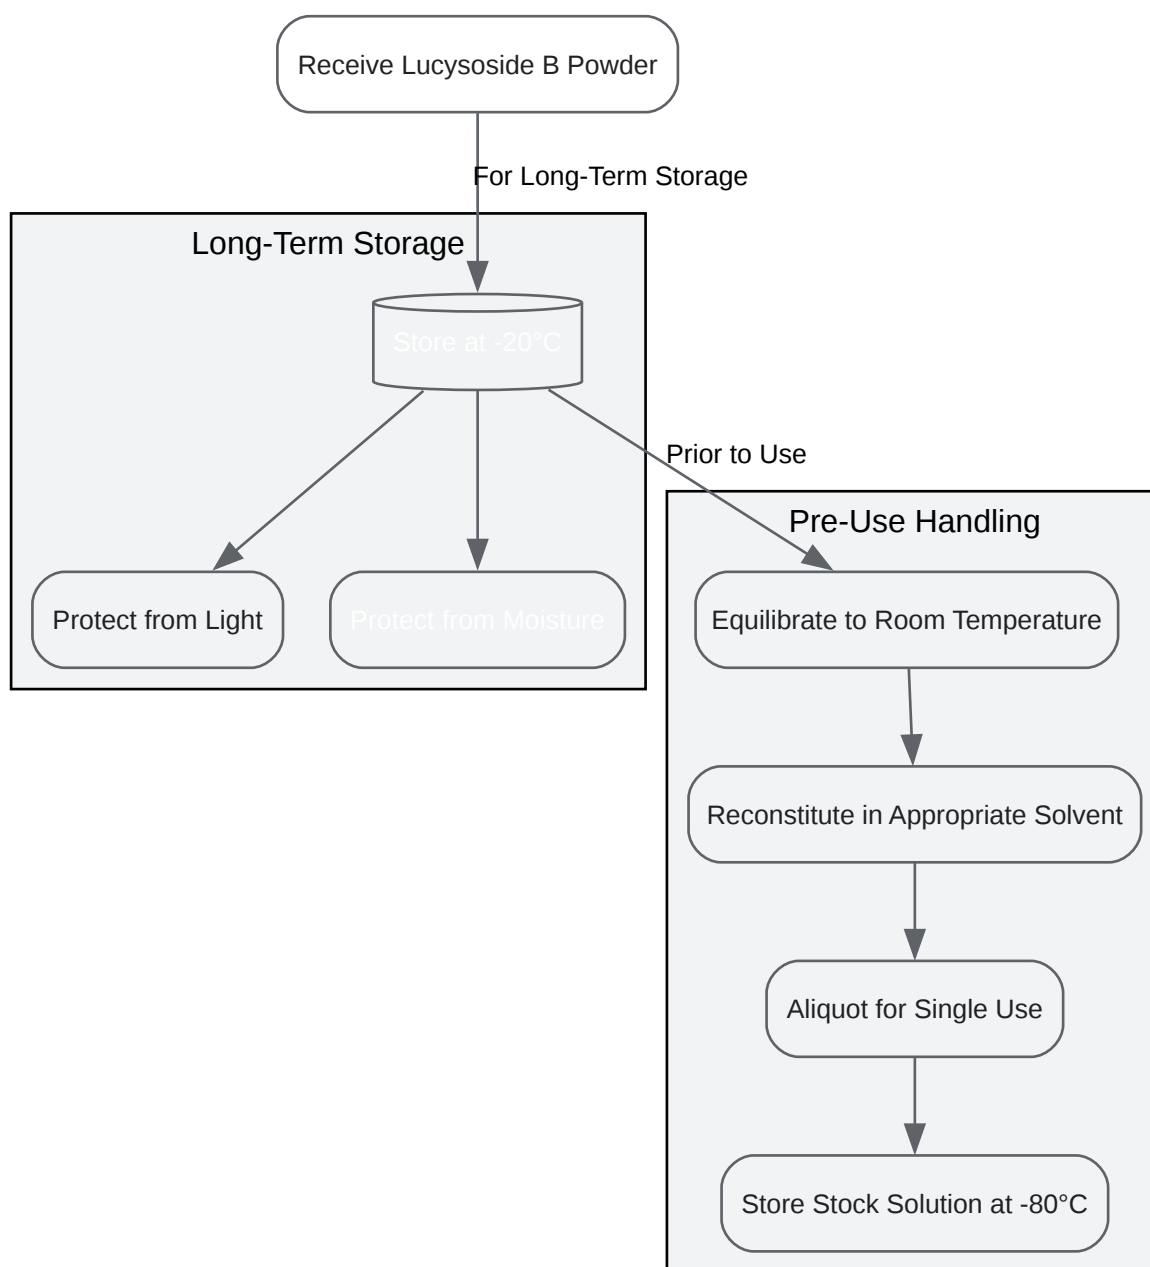 Receive Lucysoside B Powder
For Long-Term Storage
Long-Term Storage
Store at -20°C
Prior to Use
Pre-Use Handling
Protect from Light
Protect from Moisture
Equilibrate to Room Temperature
Reconstitute in Appropriate Solvent
Aliquot for Single Use
Store Stock Solution at -80°C